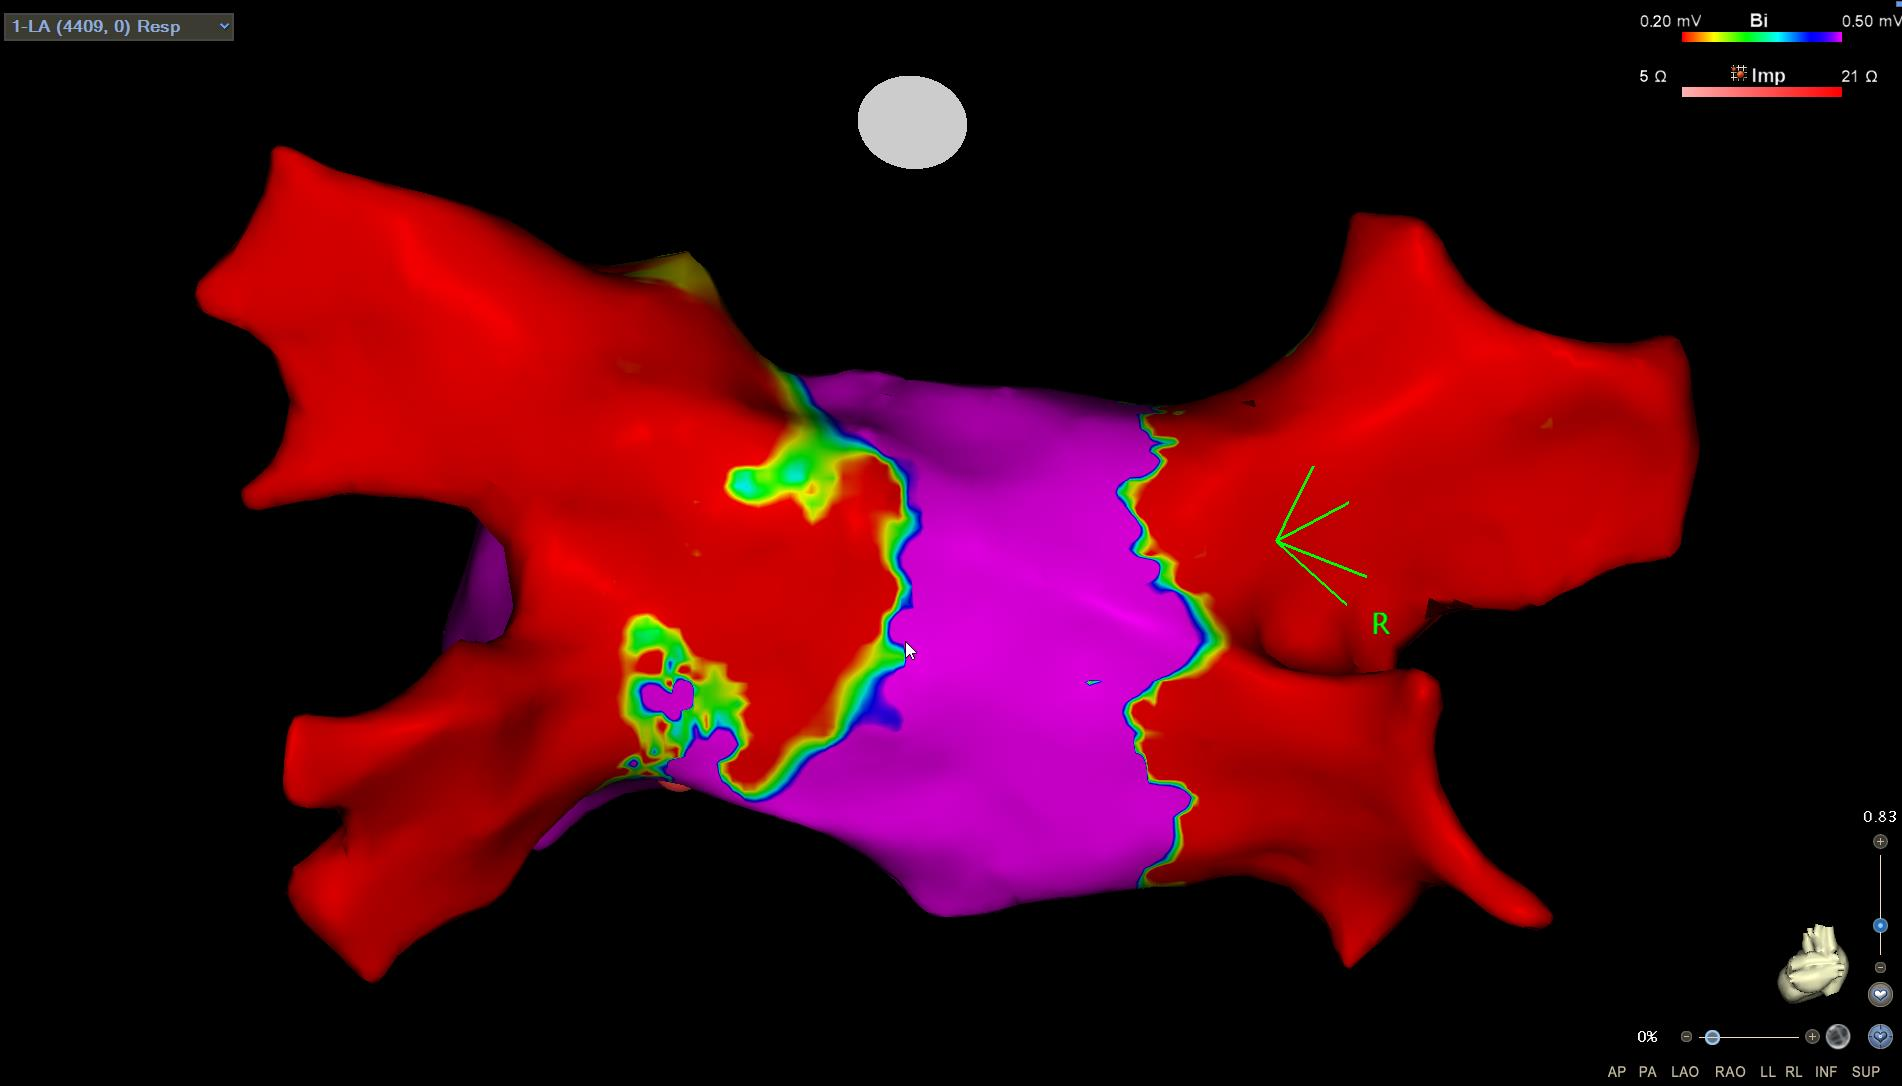 1-LA (4409, 0) Resp
0.20 mV Bi 0.50 mV
5 Ω Imp 21 Ω
R
0.83
0%
AP PA LAO RAO LL RL INF SUP